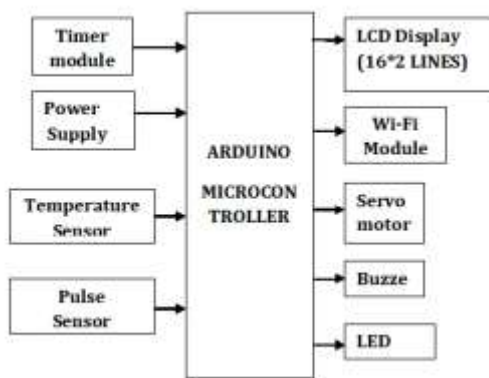 Timer
module
Power
Supply
Temperature
Sensor
Pulse
Sensor
ARDUINO
MICROCON
TROLLER
LCD Display
(16*2 LINES)
Wi-Fi
Module
Servo
motor
Buzze
LED